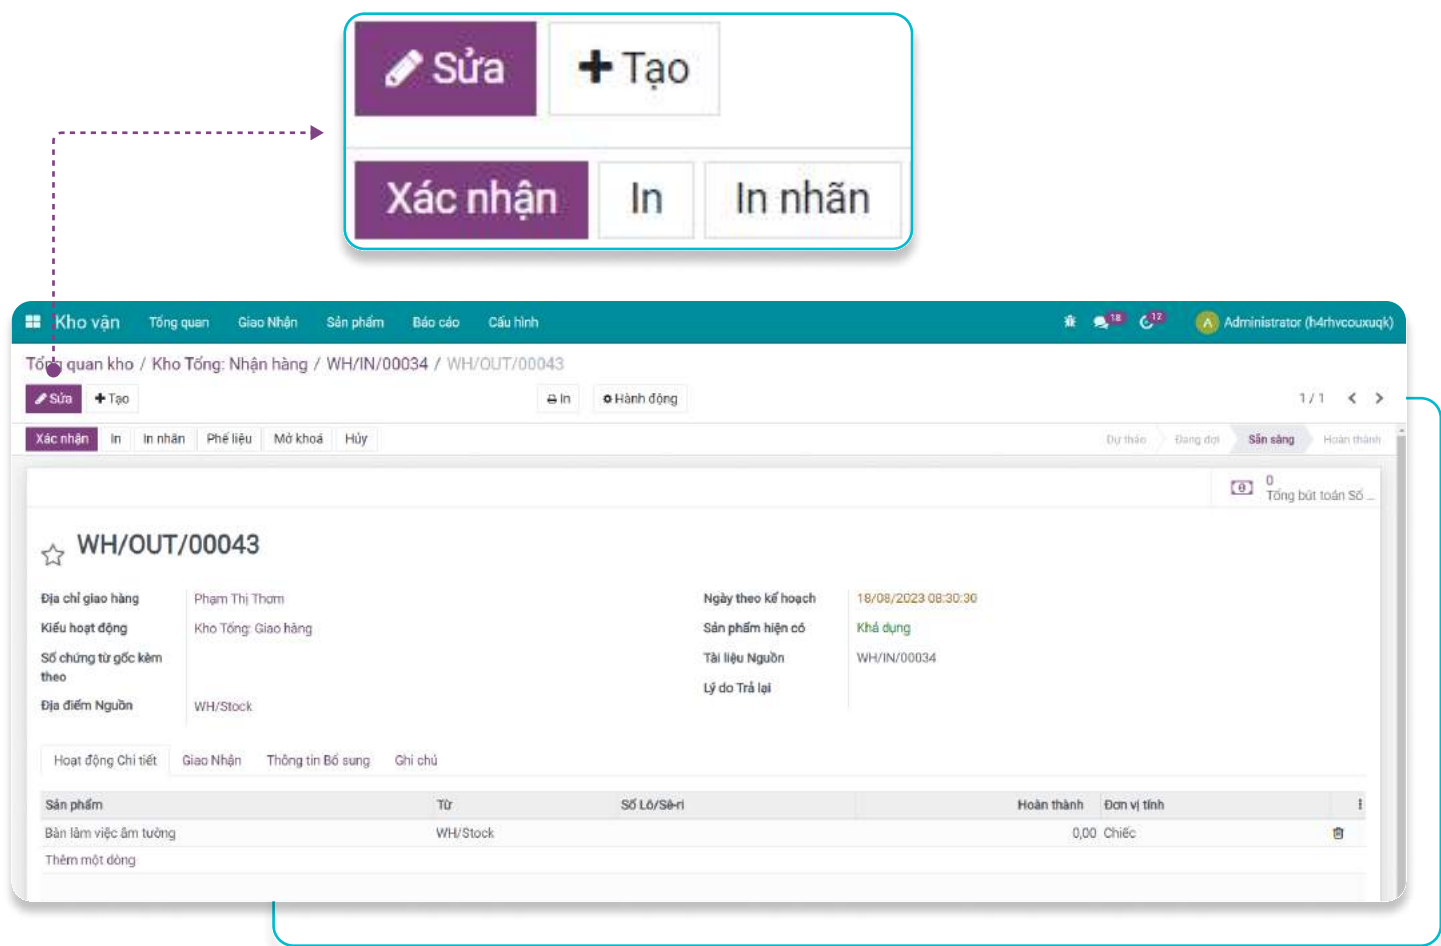 Sửa
Tạo
Xác nhận
In
In nhãn
Kho vận Tổng quan Giao Nhận Sản phẩm Báo cáo Cấu hình 18 12 A Administrator (h4rhvcouxuqk)
Tổng quan kho / Kho Tổng: Nhận hàng / WH/IN/00034 / WH/OUT/00043
Sửa Tạo In Hành động 1 / 1
Xác nhận In In nhãn Phế liệu Mở khoá Hủy Dự thảo Đang đợi Sẵn sàng Hoàn thành
0
Tổng bút toán Sổ ...
WH/OUT/00043
Địa chỉ giao hàng Phạm Thị Thơm Ngày theo kế hoạch 18/08/2023 08:30:30
Kiểu hoạt động Kho Tổng: Giao hàng Sản phẩm hiện có Khả dụng
Số chứng từ gốc kèm theo Tài liệu Nguồn WH/IN/00034
Lý do Trả lại
Địa điểm Nguồn WH/Stock
Hoạt động Chi tiết Giao Nhận Thông tin Bổ sung Ghi chú
Sản phẩm Từ Số Lô/Sê-ri Hoàn thành Đơn vị tính
Bàn làm việc âm tường WH/Stock 0,00 Chiếc
Thêm một dòng